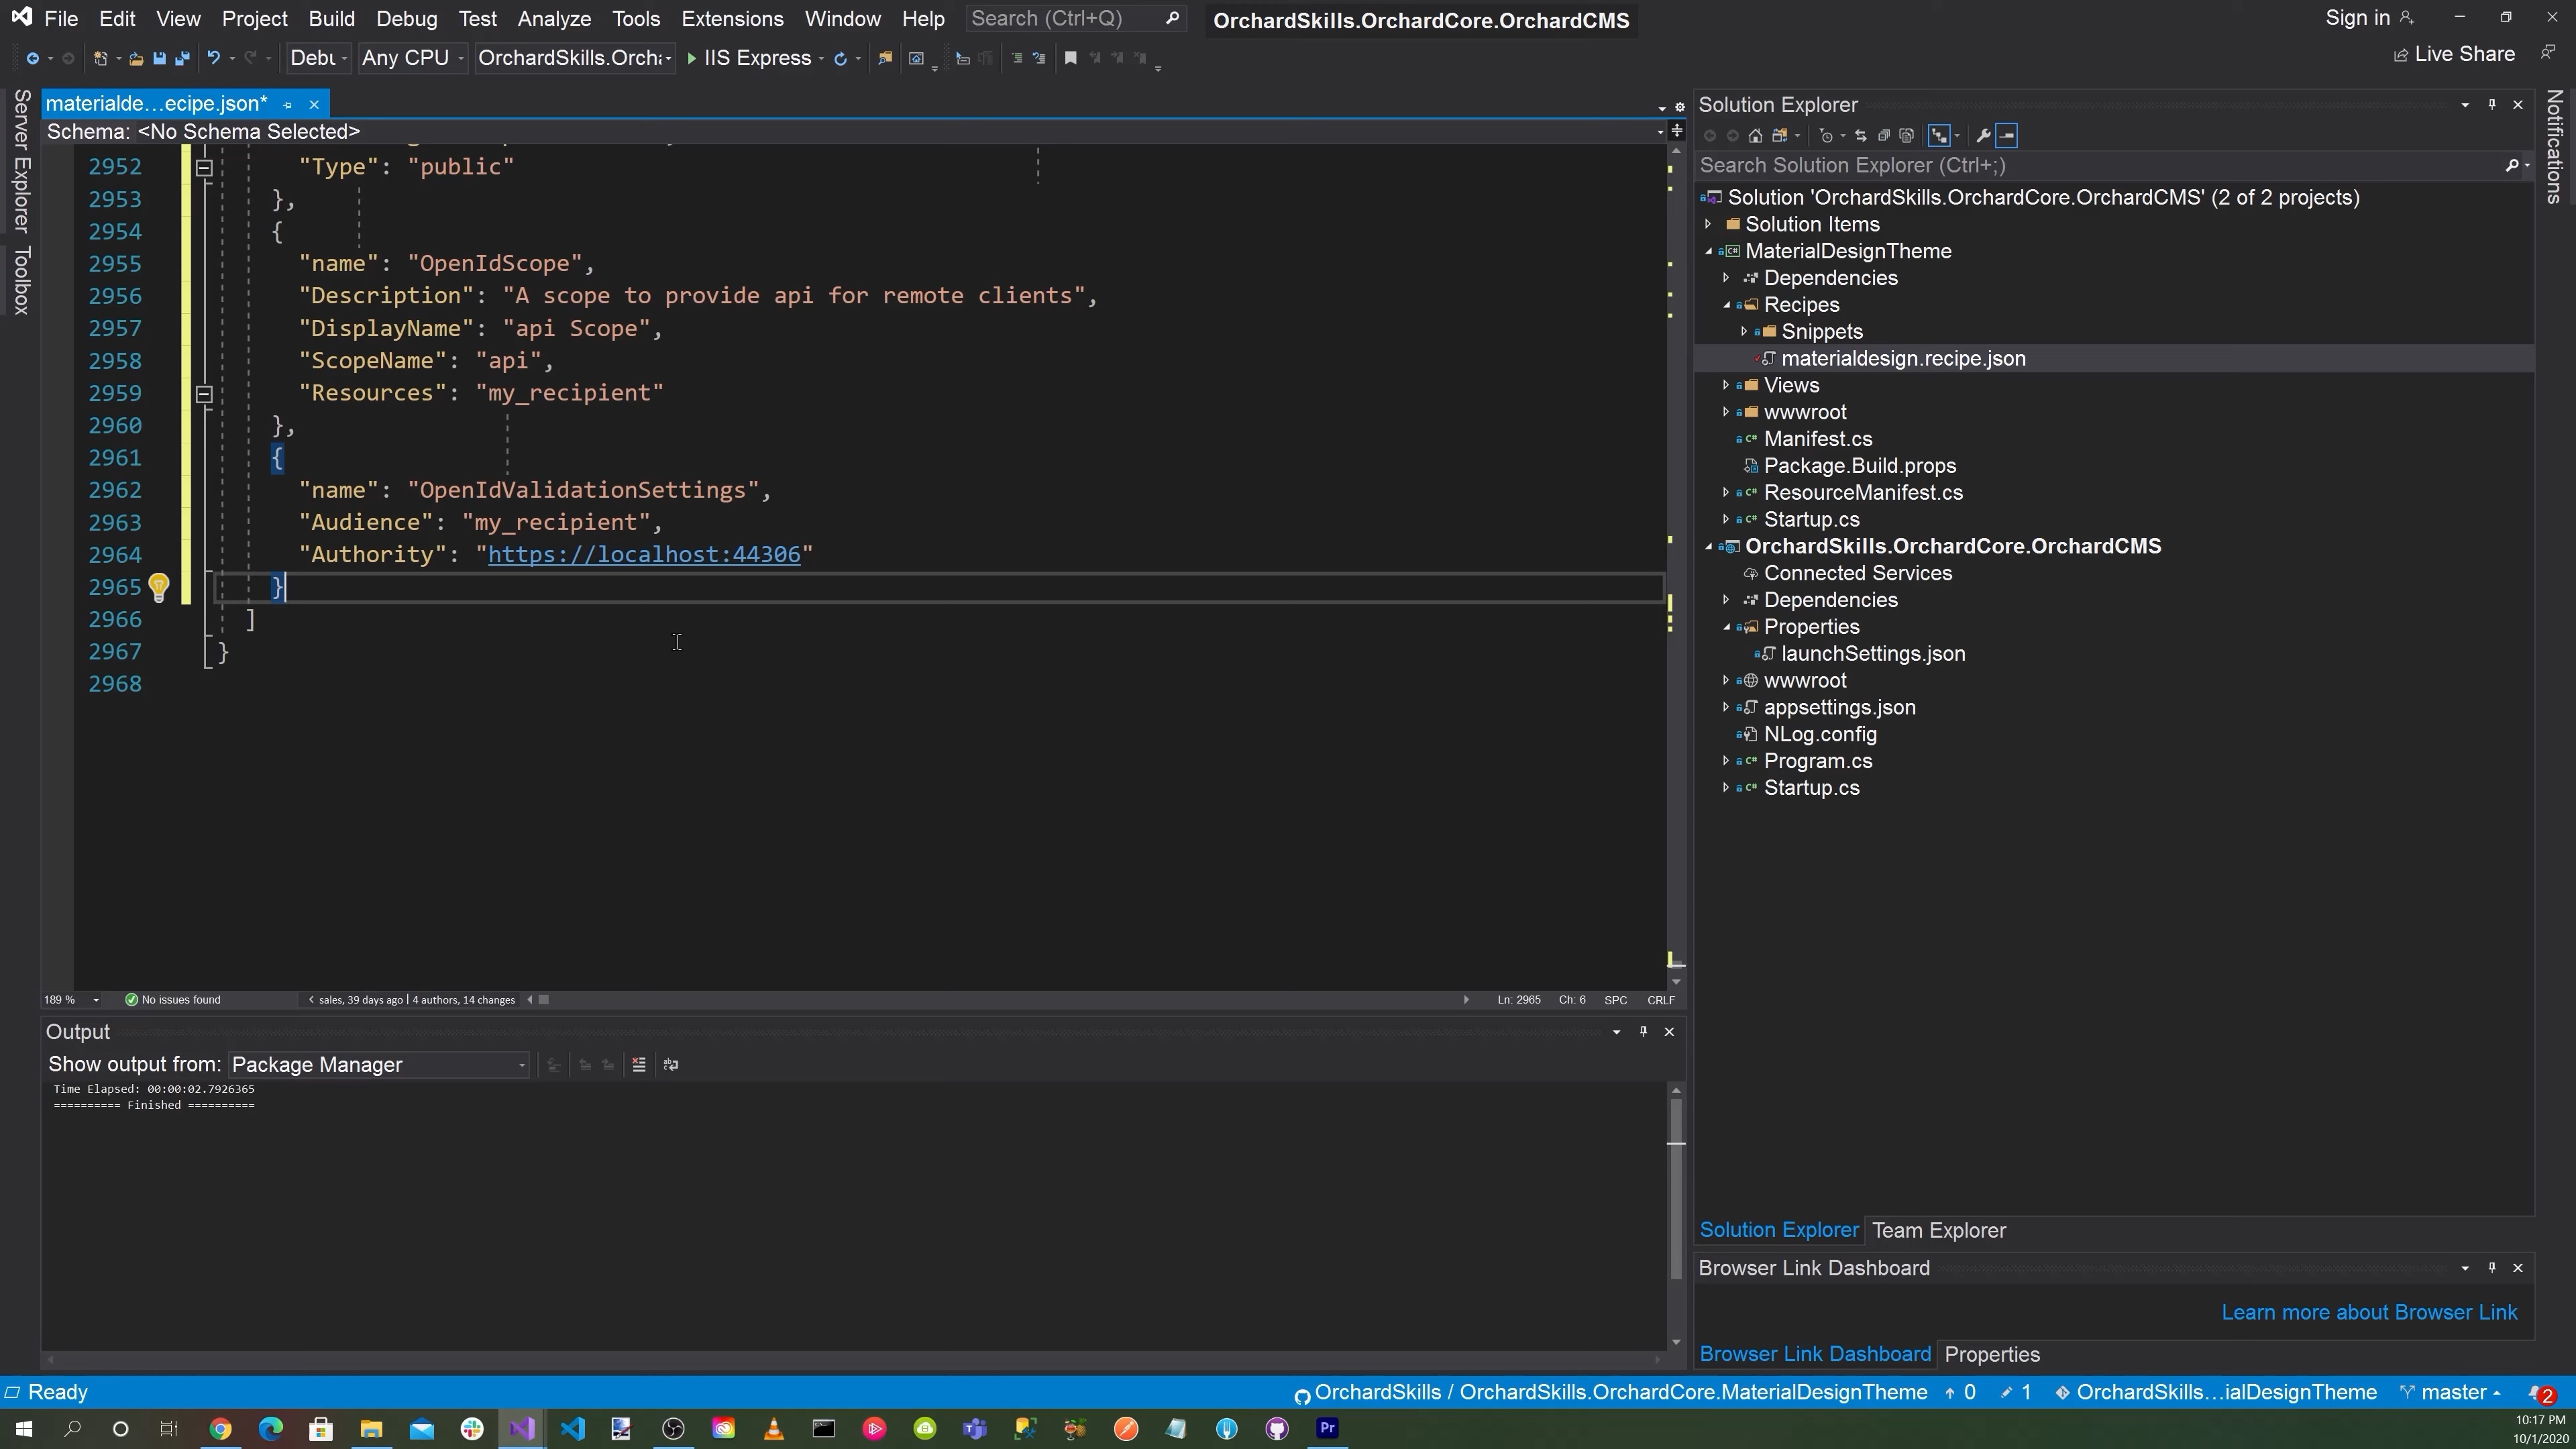 File Edit View Project Build Debug Test Analyze Tools Extensions Window Help Search (Ctrl+Q) OrchardSkills.OrchardCore.OrchardCMS Sign in
Any CPU OrchardSkills.Orch IIS Express Live Share
Server Explorer
Toolbox
materialde...ecipe.json*
Schema: <No Schema Selected>
2952 "Type": "public"
2953 },
2954 {
2955 "name": "OpenIdScope",
2956 "Description": "A scope to provide api for remote clients",
2957 "DisplayName": "api Scope",
2958 "ScopeName": "api",
2959 "Resources": "my_recipient"
2960 },
2961 {
2962 "name": "OpenIdValidationSettings",
2963 "Audience": "my_recipient",
2964 "Authority": "https://localhost:44306"
2965 }
2966 ]
2967 }
2968
189 % No issues found sales, 39 days ago | 4 authors, 14 changes Ln: 2965 Ch: 6 SPC CRLF
Output
Show output from: Package Manager
Time Elapsed: 00:00:02.7926365
========== Finished ==========
Solution Explorer
Search Solution Explorer (Ctrl+;)
Solution 'OrchardSkills.OrchardCore.OrchardCMS' (2 of 2 projects)
Solution Items
MaterialDesignTheme
Dependencies
Recipes
Snippets
materialdesign.recipe.json
Views
wwwroot
Manifest.cs
Package.Build.props
ResourceManifest.cs
Startup.cs
OrchardSkills.OrchardCore.OrchardCMS
Connected Services
Dependencies
Properties
launchSettings.json
wwwroot
appsettings.json
NLog.config
Program.cs
Startup.cs
Solution Explorer Team Explorer
Browser Link Dashboard
Learn more about Browser Link
Browser Link Dashboard Properties
Notifications
Ready OrchardSkills / OrchardSkills.OrchardCore.MaterialDesignTheme 0 1 OrchardSkills...ialDesignTheme master 2
Pr
10:17 PM
10/1/2020